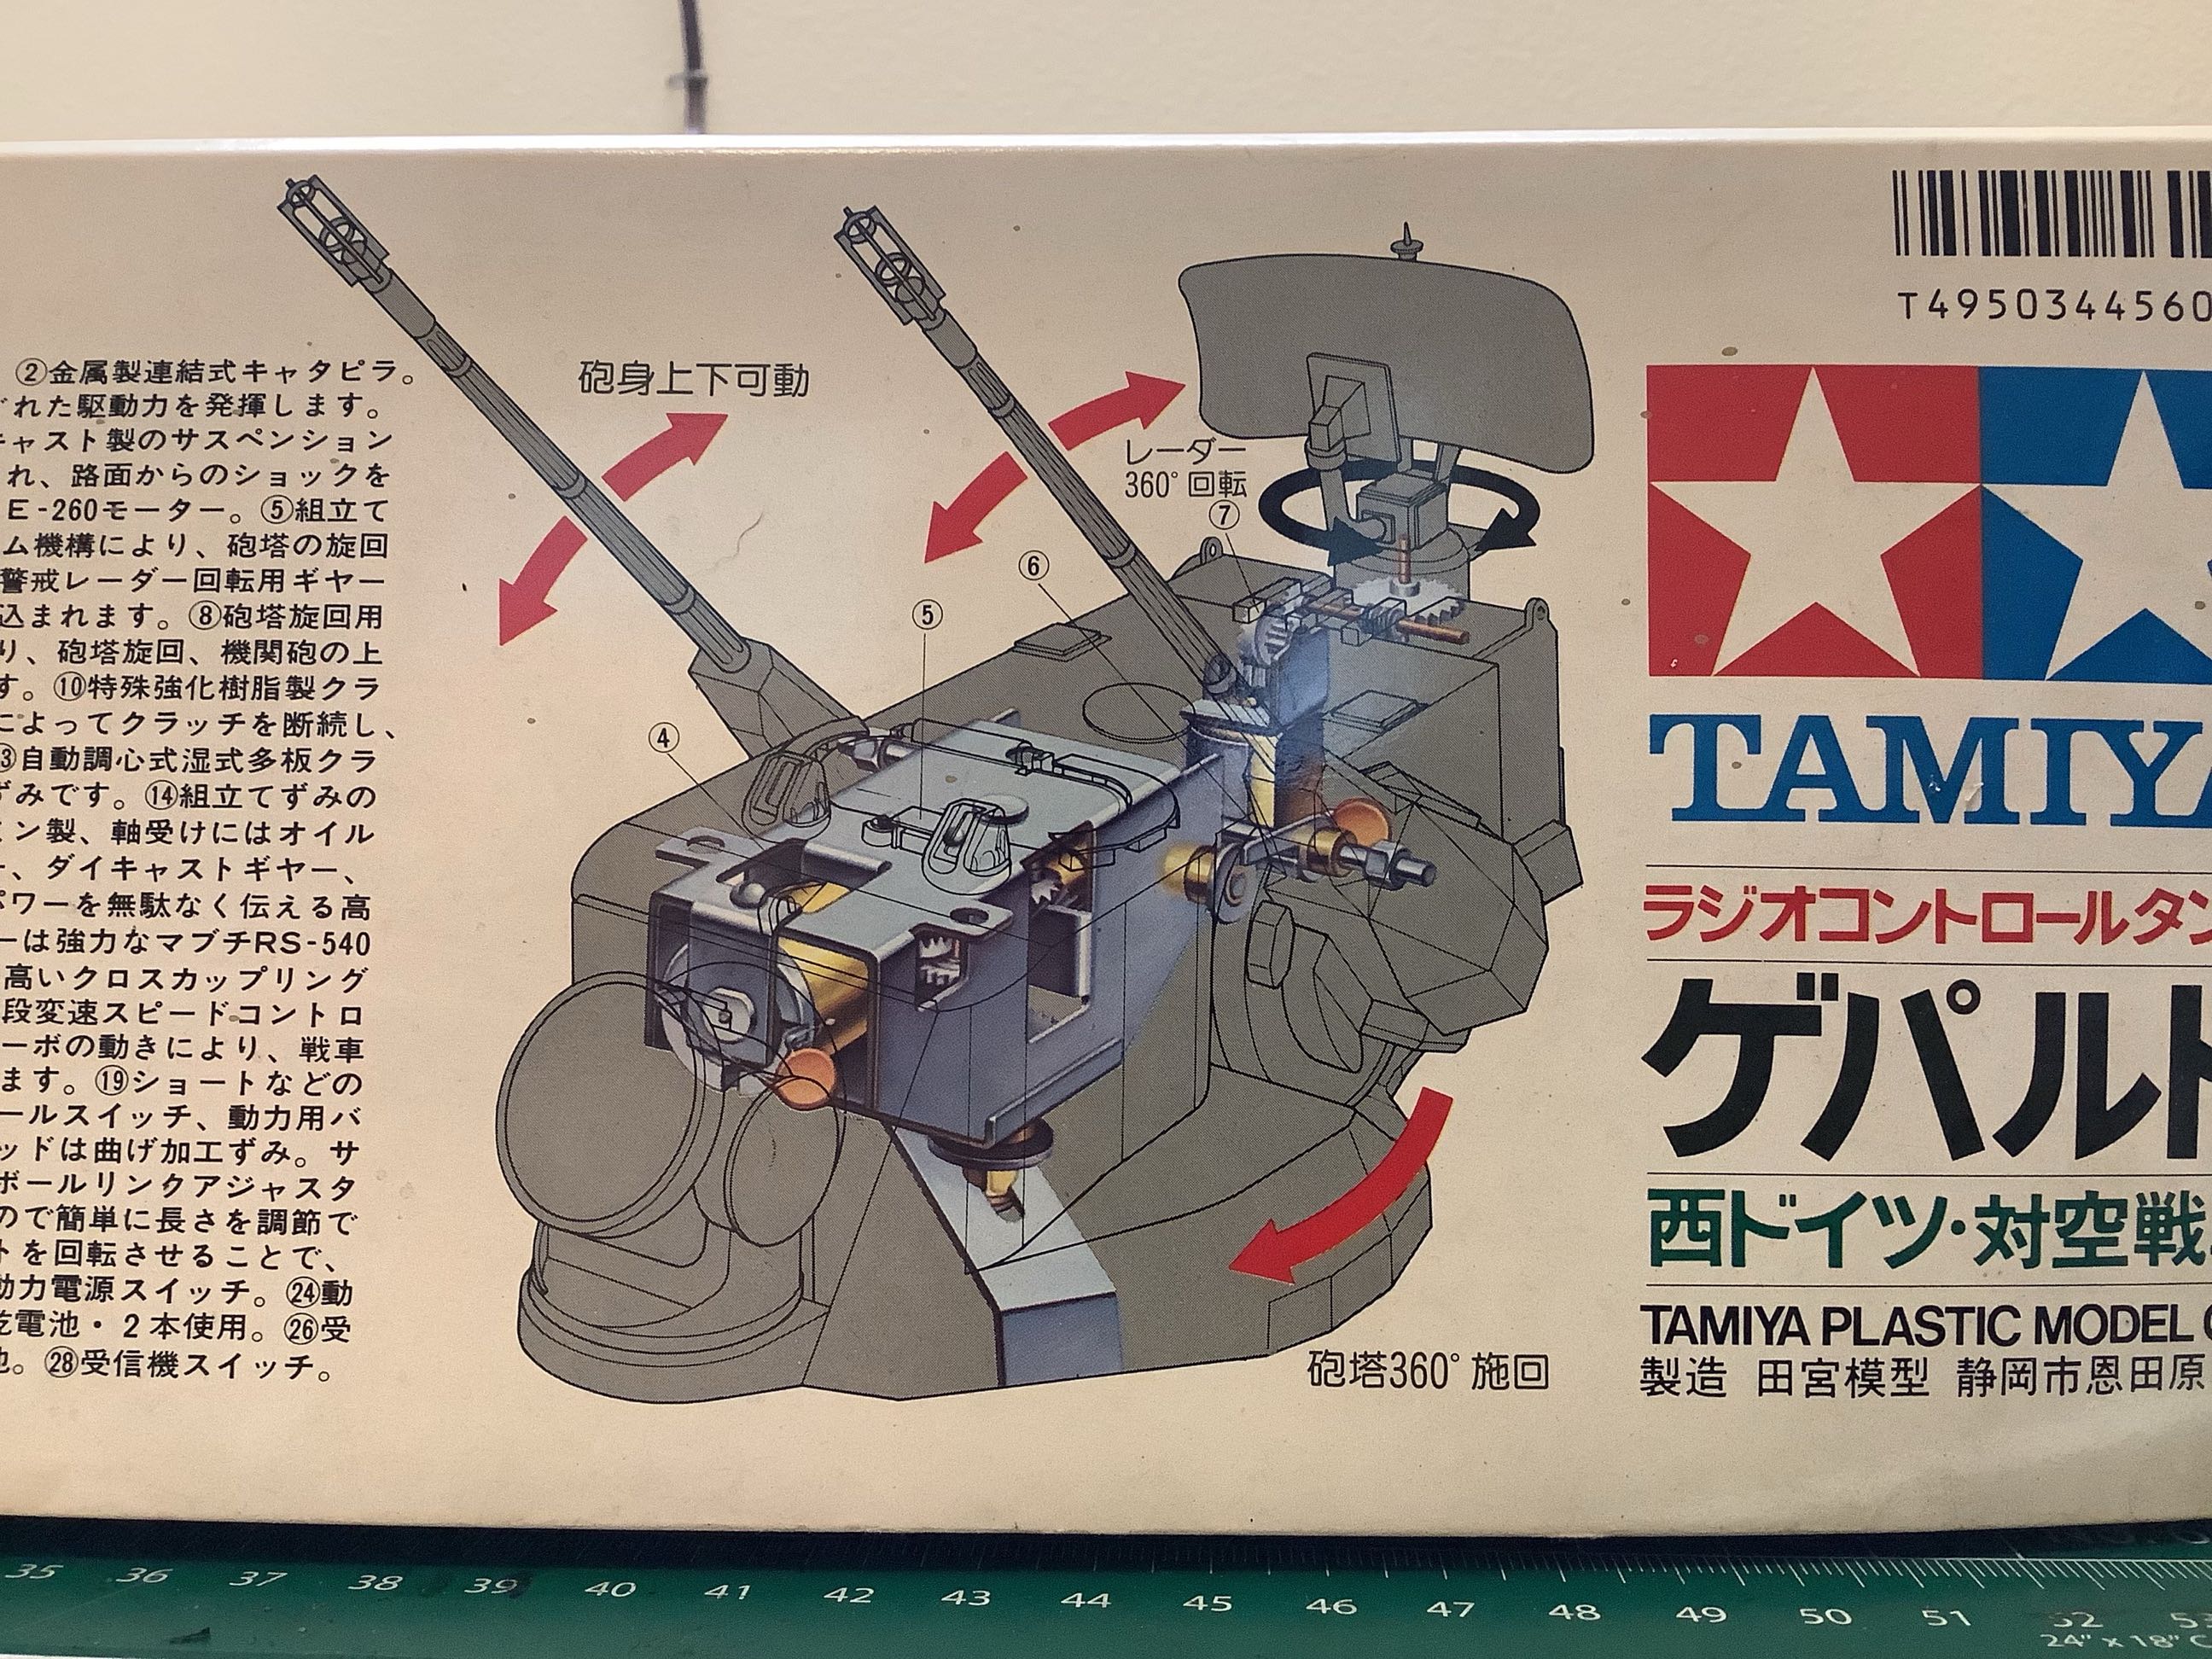 ②金属製連結式キャタピラ。
ぐれた駆動力を発揮します。
キャスト製のサスペンション
れ、路面からのショックを
E-260モーター。⑤組立て
ム機構により、砲塔の旋回
警戒レーダー回転用ギヤー
込まれます。⑧砲塔旋回用
り、砲塔旋回、機関砲の上
す。⑩特殊強化樹脂製クラ
によってクラッチを断続し、
⑬自動調心式湿式多板クラ
ずみです。⑭組立てずみの
ン製、軸受けにはオイル
ー、ダイキャストギヤー、
パワーを無駄なく伝える高
ーは強力なマブチRS-540
高いクロスカップリング
段変速スピードコントロ
ーボの動きにより、戦車
ます。⑲ショートなどの
ールスイッチ、動力用バ
ッドは曲げ加工ずみ。サ
ボールリンクアジャスタ
ので簡単に長さを調節で
トを回転させることで、
動力電源スイッチ。㉔動
乾電池・2本使用。㉖受
池。㉘受信機スイッチ。
砲身上下可動
レーダー
360°回転
⑦
⑥
⑤
④
砲塔360°施回
T4950344560
TAMIYA
ラジオコントロールタン
ゲパルト
西ドイツ・対空戦
TAMIYA PLASTIC MODEL
製造 田宮模型 静岡市恩田原
35 36 37 38 39 40 41 42 43 44 45 46 47 48 49 50 51 52
24" x 18"